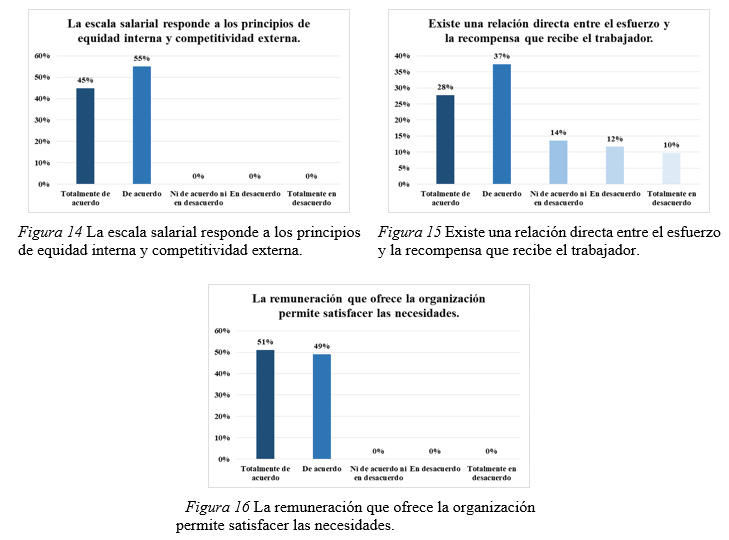 La escala salarial responde a los principios de
equidad interna y competitividad externa.
60%
50%
40%
30%
20%
10%
0%
45%
55%
0%
0%
0%
Totalmente de
acuerdo
De acuerdo
Ni de acuerdo ni
en desacuerdo
En desacuerdo
Totalmente en
desacuerdo
Figura 14 La escala salarial responde a los principios
de equidad interna y competitividad externa.
Existe una relación directa entre el esfuerzo y
la recompensa que recibe el trabajador.
40%
35%
30%
25%
20%
15%
10%
5%
0%
28%
37%
14%
12%
10%
Totalmente de
acuerdo
De acuerdo
Ni de acuerdo ni
en desacuerdo
En desacuerdo
Totalmente en
desacuerdo
Figura 15 Existe una relación directa entre el esfuerzo
y la recompensa que recibe el trabajador.
La remuneración que ofrece la organización
permite satisfacer las necesidades.
60%
50%
40%
30%
20%
10%
0%
51%
49%
0%
0%
0%
Totalmente de
acuerdo
De acuerdo
Ni de acuerdo ni
en desacuerdo
En desacuerdo
Totalmente en
desacuerdo
Figura 16 La remuneración que ofrece la organización
permite satisfacer las necesidades.